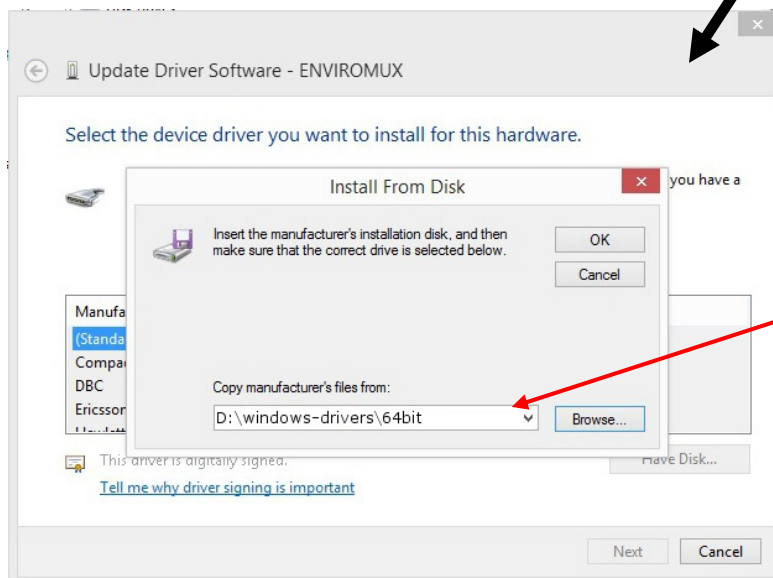 Update Driver Software - ENVIROMUX
Select the device driver you want to install for this hardware.
Install From Disk
you have a
Insert the manufacturer's installation disk, and then
make sure that the correct drive is selected below.
OK
Cancel
Manufa
(Standa
Compa
DBC
Ericsson
Copy manufacturer's files from:
D:\windows-drivers\64bit
Browse...
This driver is digitally signed.
Have Disk...
Tell me why driver signing is important
Next
Cancel